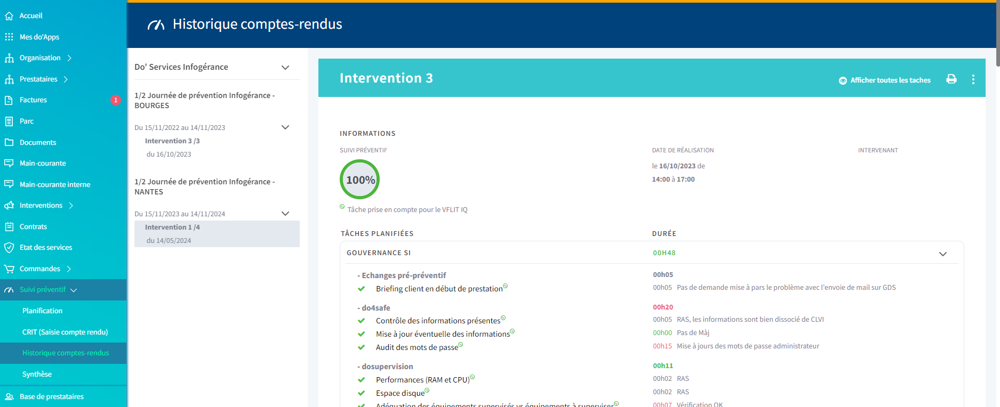 Accueil
Mes do'Apps
Organisation
Prestataires
Factures
1
Parc
Documents
Main-courante
Main-courante interne
Interventions
Contrats
Etat des services
Commandes
Suivi préventif
Planification
CRIT (Saisie compte rendu)
Historique comptes-rendus
Synthèse
Base de prestataires
Historique comptes-rendus
Do' Services Infogérance
1/2 Journée de prévention Infogérance -
BOURGES
Du 15/11/2022 au 14/11/2023
Intervention 3 /3
du 16/10/2023
1/2 Journée de prévention Infogérance -
NANTES
Du 15/11/2023 au 14/11/2024
Intervention 1 /4
du 14/05/2024
Intervention 3
Afficher toutes les taches
INFORMATIONS
SUIVI PRÉVENTIF
DATE DE RÉALISATION
INTERVENANT
100%
le 16/10/2023 de
14:00 à 17:00
Tâche prise en compte pour le VFLIT IQ
TÂCHES PLANIFIÉES
DURÉE
GOUVERNANCE SI
00H48
- Echanges pré-préventif
00h05
Briefing client en début de prestation
00h05 Pas de demande mise à pars le problème avec l'envoie de mail sur GDS
- do4safe
00h20
Contrôle des informations présentes
00h05 RAS, les informations sont bien dissocié de CLVI
Mise à jour éventuelle des informations
00h00 Pas de Màj
Audit des mots de passe
00h15 Mise à jours des mots de passe administrateur
- dosupervision
00h11
Performances (RAM et CPU)
00h02 RAS
Espace disque
00h02 RAS
Adéquation des équipements supervisés vs équipements à superviser
00h07 Vérification OK